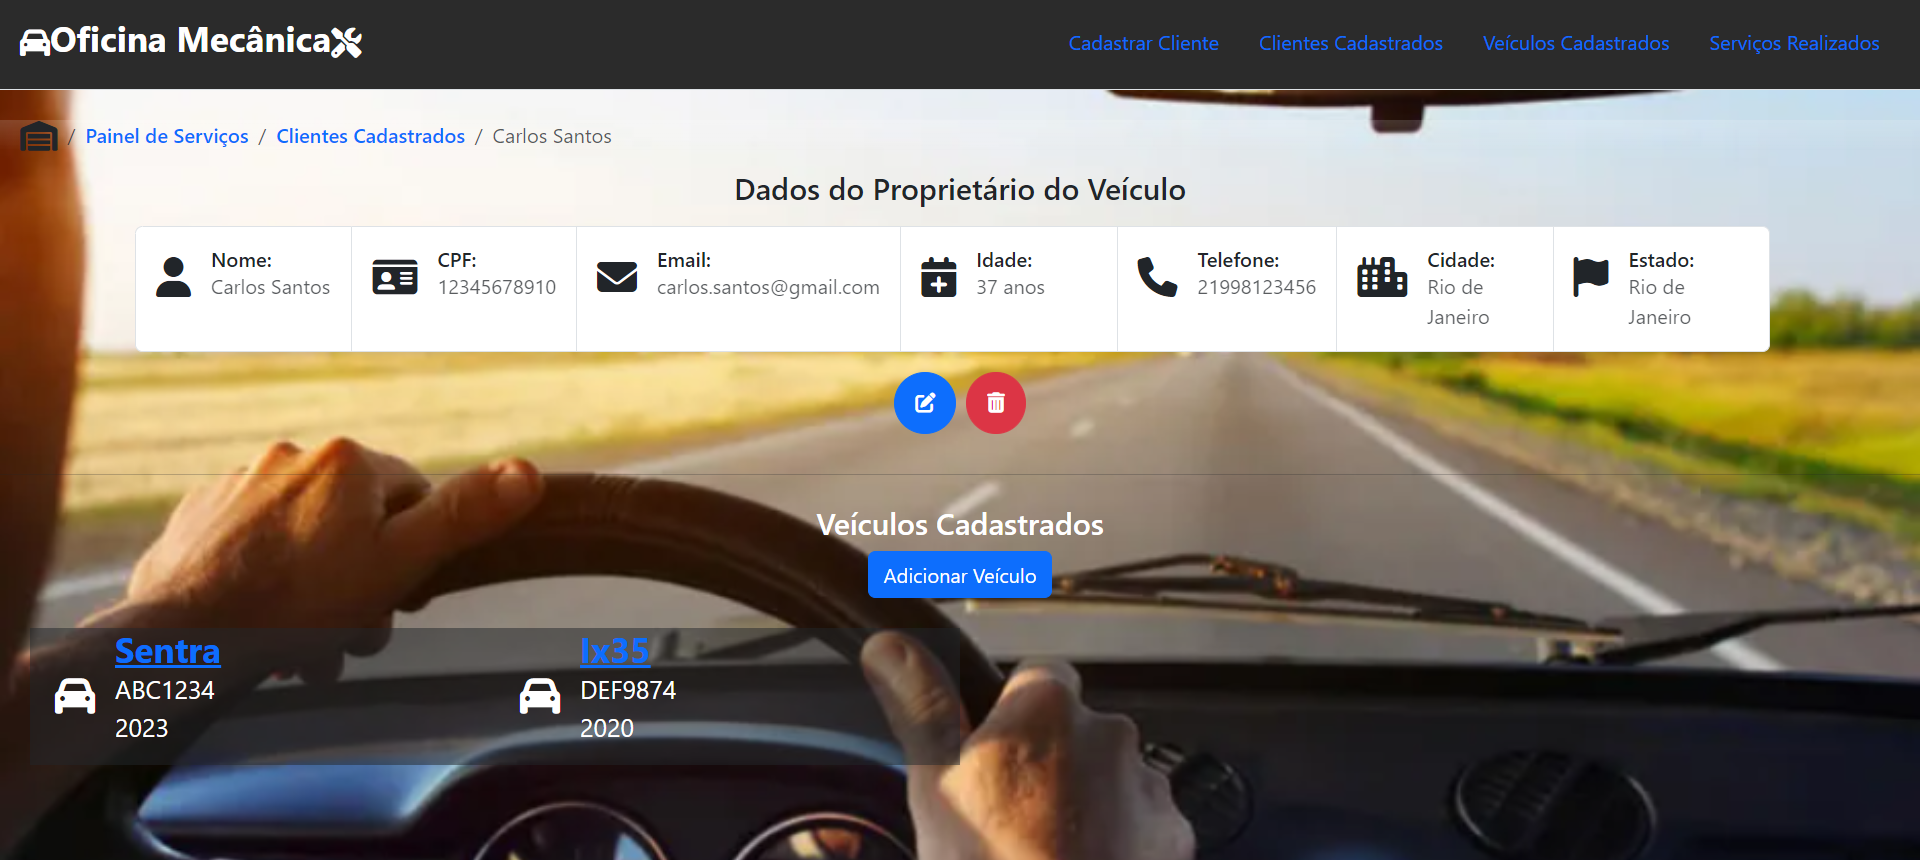 Oficina Mecânica
Cadastrar Cliente
Clientes Cadastrados
Veículos Cadastrados
Serviços Realizados
/ Painel de Serviços / Clientes Cadastrados / Carlos Santos
Dados do Proprietário do Veículo
Nome:
Carlos Santos
CPF:
12345678910
Email:
carlos.santos@gmail.com
Idade:
37 anos
Telefone:
21998123456
Cidade:
Rio de
Janeiro
Estado:
Rio de
Janeiro
Veículos Cadastrados
Adicionar Veículo
Sentra
ABC1234
2023
Ix35
DEF9874
2020